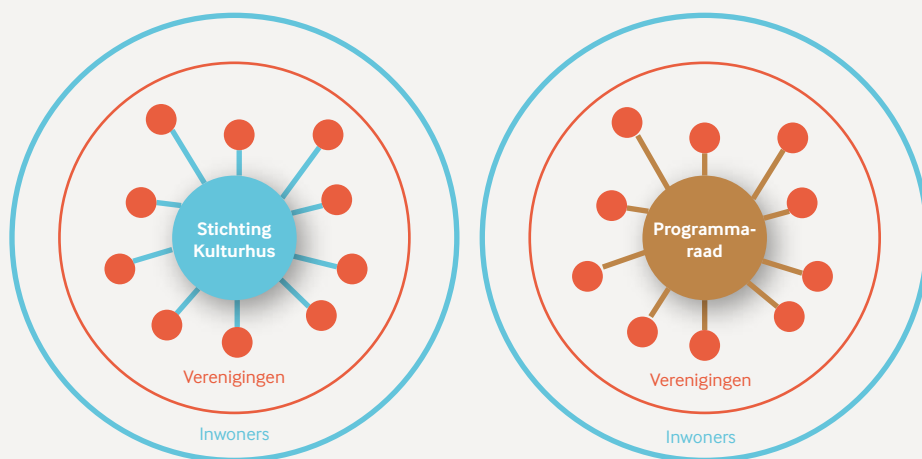 Stichting
Kulturhus
Verenigingen
Inwoners
Programma-
raad
Verenigingen
Inwoners